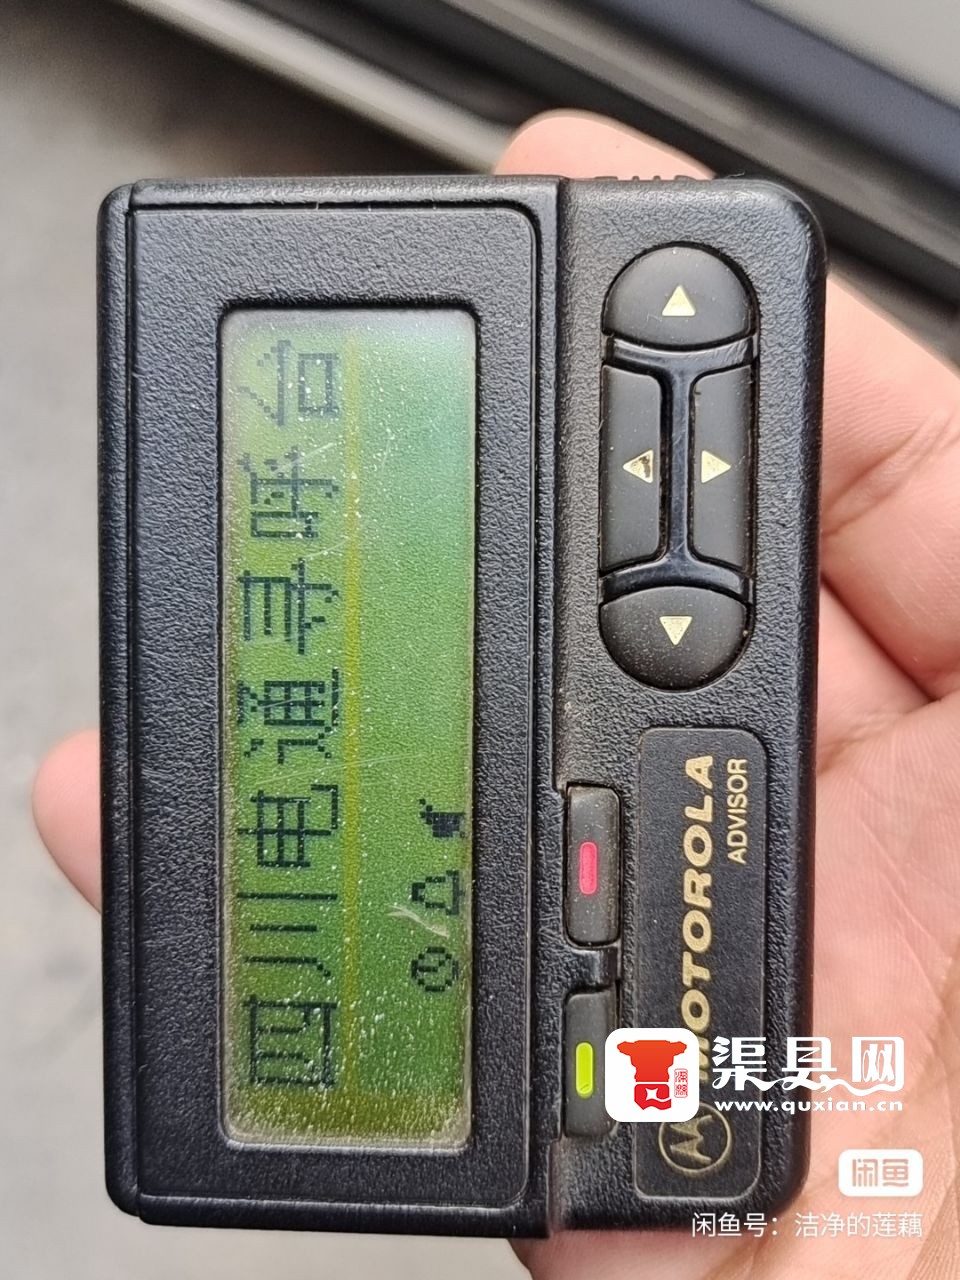 四川电通寻呼台
MOTOROLA
ADVISOR
渠县网
www.quxian.cn
闲鱼
闲鱼号：洁净的莲藕